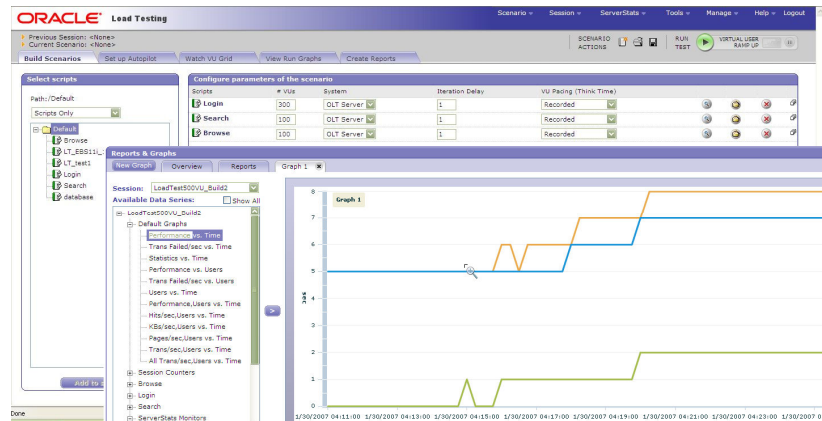 ORACLE Load Testing
Scenario Session ServerStats Tools Manage Help Logout
Previous Session: <None>
Current Scenario: <None>
SCENARIO ACTIONS RUN TEST VIRTUAL USER RAMP UP
Build Scenarios Set up Autopilot Watch VU Grid View Run Graphs Create Reports
Select scripts
Path:/Default
Scripts Only
Default
Browse
LT_EBS11i_
LT_test1
Login
Search
database
Add to
Done
Configure parameters of the scenario
Scripts # VUs System Iteration Delay VU Pacing (Think Time)
Login 300 OLT Server 1 Recorded
Search 100 OLT Server 1 Recorded
Browse 100 OLT Server 1 Recorded
Reports & Graphs
New Graph Overview Reports Graph 1
Session: LoadTest500VU_Build2
Available Data Series: Show All
LoadTest500VU_Build2
Default Graphs
Performance vs. Time
Trans Failed/sec vs. Time
Statistics vs. Time
Performance vs. Users
Trans Failed/sec vs. Users
Users vs. Time
Performance,Users vs. Time
Hits/sec,Users vs. Time
KBs/sec,Users vs. Time
Pages/sec,Users vs. Time
Trans/sec,Users vs. Time
All Trans/sec,Users vs. Time
Session Counters
Browse
Login
Search
ServerStats Monitors
>
Graph 1
8
7
6
5
4
3
2
1
0
sec
1/30/2007 04:11:00 1/30/2007 04:13:00 1/30/2007 04:15:00 1/30/2007 04:17:00 1/30/2007 04:19:00 1/30/2007 04:21:00 1/30/2007 04:23:00 1/30/2007 0